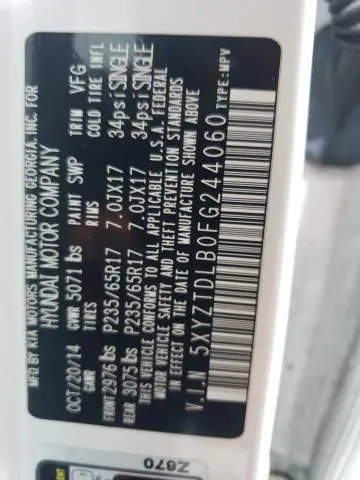 MFD. BY KIA MOTORS MANUFACTURING GEORGIA, INC. FOR
HYUNDAI MOTOR COMPANY
OCT/20/14 GVWR 5071 lbs PAINT SWP TRIM VFG
GAWR TIRES RIMS COLD TIRE INFL
FRONT 2976 lbs P235/65R17 7.0JX17 34psi SINGLE
REAR 3075 lbs P235/65R17 7.0JX17 34psi SINGLE
THIS VEHICLE CONFORMS TO ALL APPLICABLE U.S.A. FEDERAL
MOTOR VEHICLE SAFETY AND THEFT PREVENTION STANDARDS
IN EFFECT ON THE DATE OF MANUFACTURE SHOWN ABOVE
V.I.N 5XYZTDLB0FG244060 TYPE: MPV
Z670